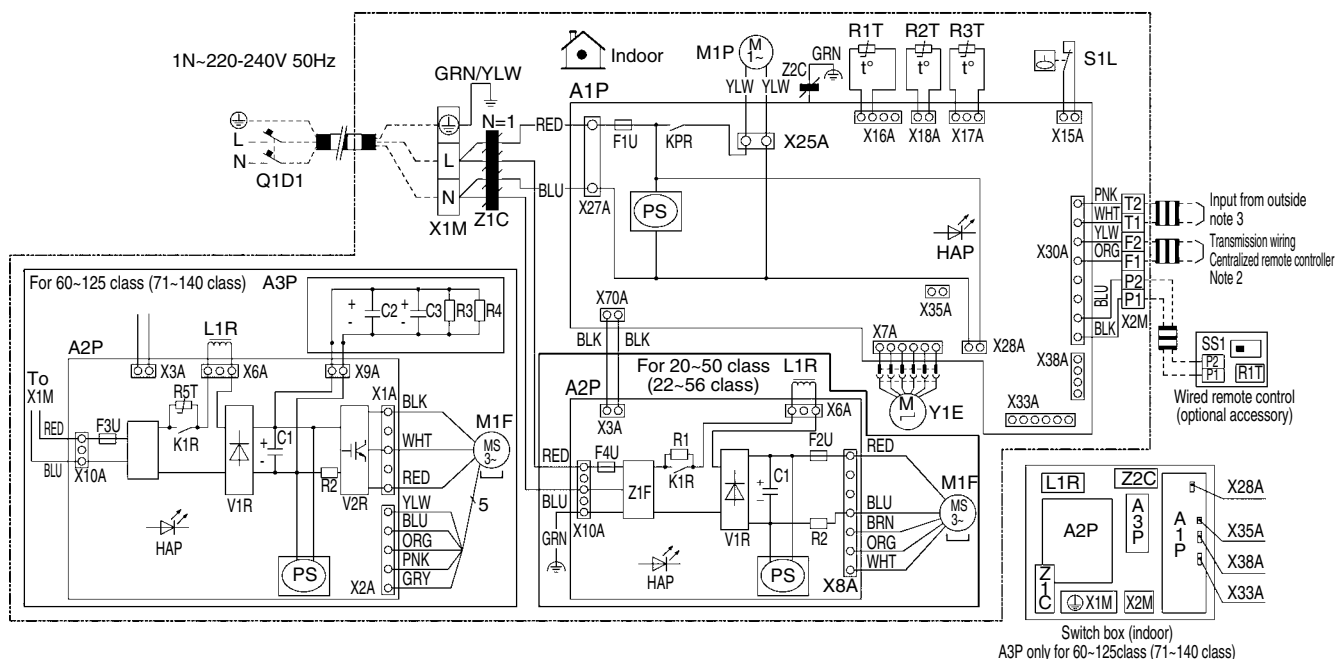 1N~220-240V 50Hz
Indoor
GRN/YLW
L
N
Q1D1
L
N
X1M
N=1
Z1C
RED
BLU
A1P
X27A
F1U
KPR
PS
M1P
M
1~
YLW
YLW
X25A
Z2C
GRN
R1T
t°
X16A
R2T
t°
X18A
R3T
t°
X17A
S1L
X15A
HAP
X35A
X28A
X70A
BLK
BLK
X7A
M
Y1E
X30A
PNK
WHT
YLW
ORG
BLU
BLK
T2
T1
F2
F1
P2
P1
X2M
X38A
X33A
Input from outside
note 3
Transmission wiring
Centralized remote controller
Note 2
SS1
P2
P1
R1T
Wired remote control
(optional accessory)
For 60~125 class (71~140 class)
A3P
+
-
C2
+
-
C3
R3
R4
A2P
L1R
X3A
X6A
X9A
To
X1M
RED
BLU
X10A
F3U
R5T
K1R
V1R
+
-
C1
R2
V2R
X1A
BLK
WHT
RED
M1F
MS
3~
5
YLW
BLU
ORG
PNK
GRY
X2A
HAP
PS
For 20~50 class
(22~56 class)
A2P
L1R
X3A
X6A
RED
BLU
GRN
X10A
F4U
Z1F
R1
K1R
V1R
+
–
C1
F2U
R2
HAP
PS
X8A
RED
BLU
BRN
ORG
WHT
M1F
MS
3~
L1R
Z2C
A2P
A3P
A1P
Z1C
X1M
X2M
X28A
X35A
X38A
X33A
Switch box (indoor)
A3P only for 60~125class (71~140 class)